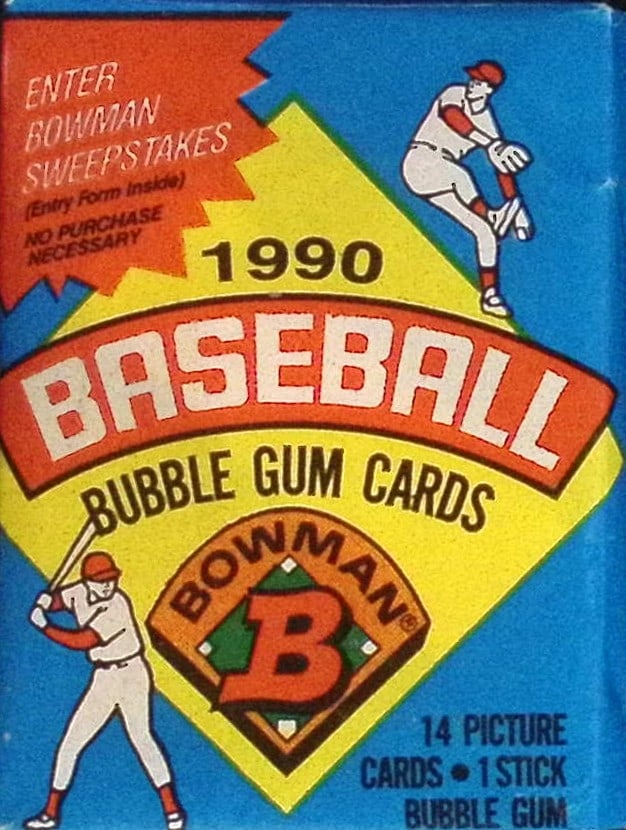 ENTER
BOWMAN
SWEEPSTAKES
(Entry Form Inside)
NO PURCHASE
NECESSARY
1990
BASEBALL
BUBBLE GUM CARDS
BOWMAN®
B
14 PICTURE
CARDS • 1 STICK
BUBBLE GUM